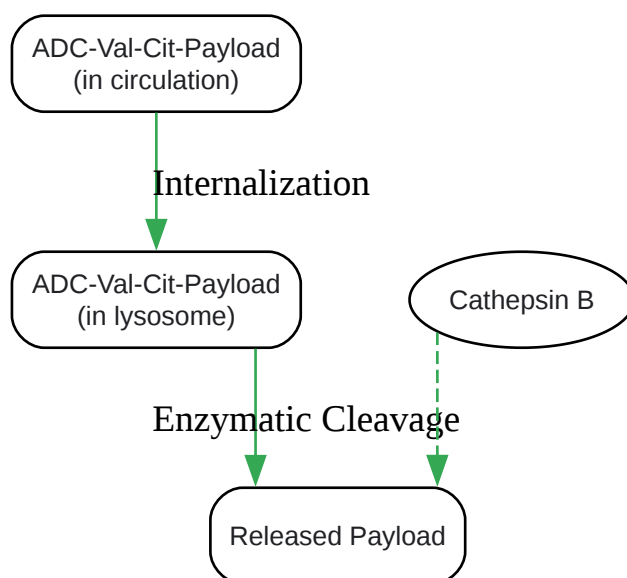 ADC-Val-Cit-Payload
(in circulation)
Internalization
ADC-Val-Cit-Payload
(in lysosome)
Cathepsin B
Enzymatic Cleavage
Released Payload